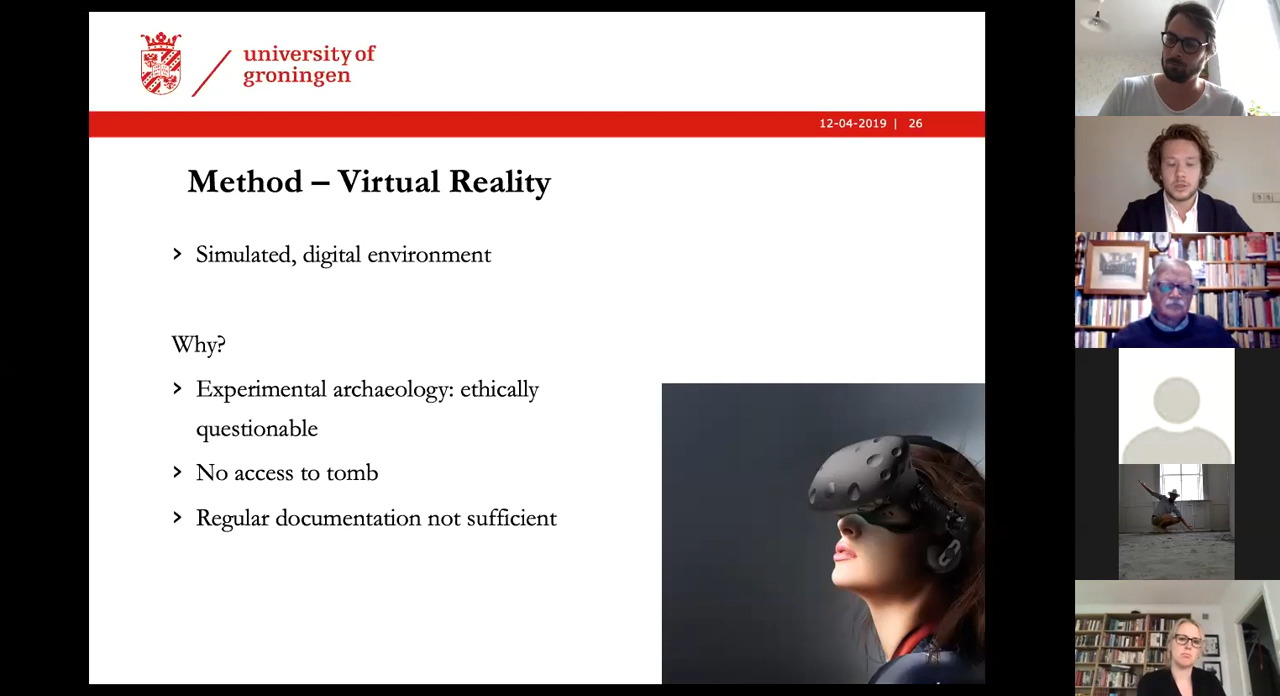 university of
groningen
12-04-2019 | 26
Method – Virtual Reality
› Simulated, digital environment
Why?
› Experimental archaeology: ethically
questionable
› No access to tomb
› Regular documentation not sufficient